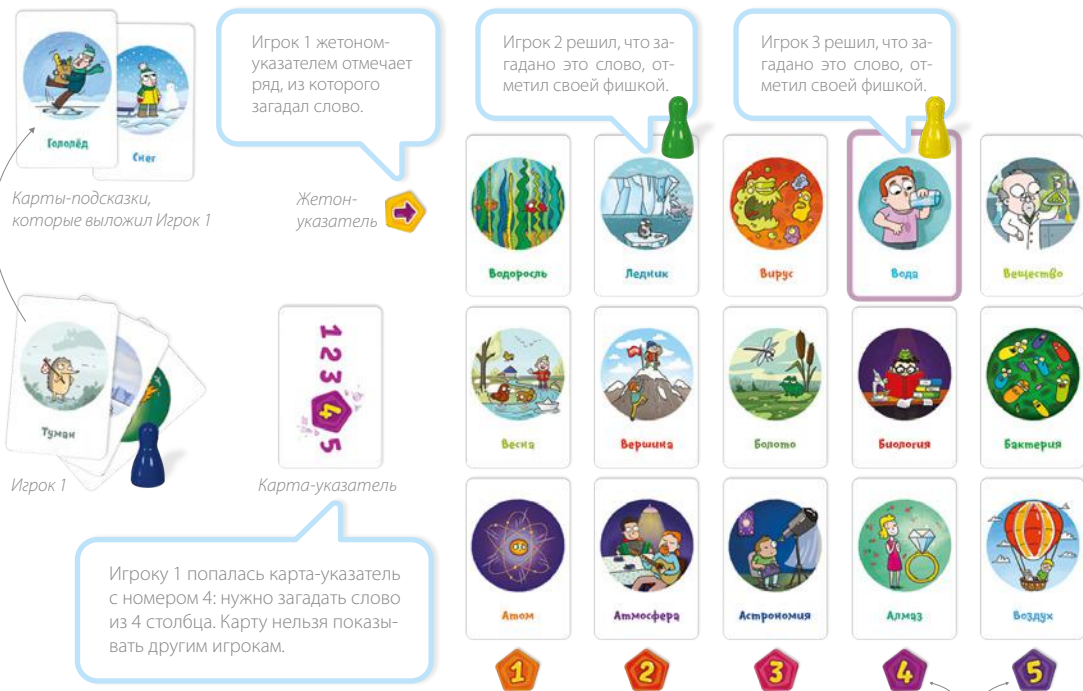 Гололёд
Снег
Карты-подсказки,
которые выложил Игрок 1
Игрок 1 жетоном-
указателем отмечает
ряд, из которого
загадал слово.
Жетон-
указатель
Игрок 2 решил, что за-
гадано это слово, от-
метил своей фишкой.
Игрок 3 решил, что за-
гадано это слово, от-
метил своей фишкой.
Водоросль
Ледник
Вирус
Вода
Вещество
Туман
Игрок 1
1 2 3 4 5
Карта-указатель
Весна
Вершина
Болото
Биология
Бактерия
Игроку 1 попалась карта-указатель
с номером 4: нужно загадать слово
из 4 столбца. Карту нельзя показы-
вать другим игрокам.
Атом
Атмосфера
Астрономия
Алмаз
Воздух
1
2
3
4
5